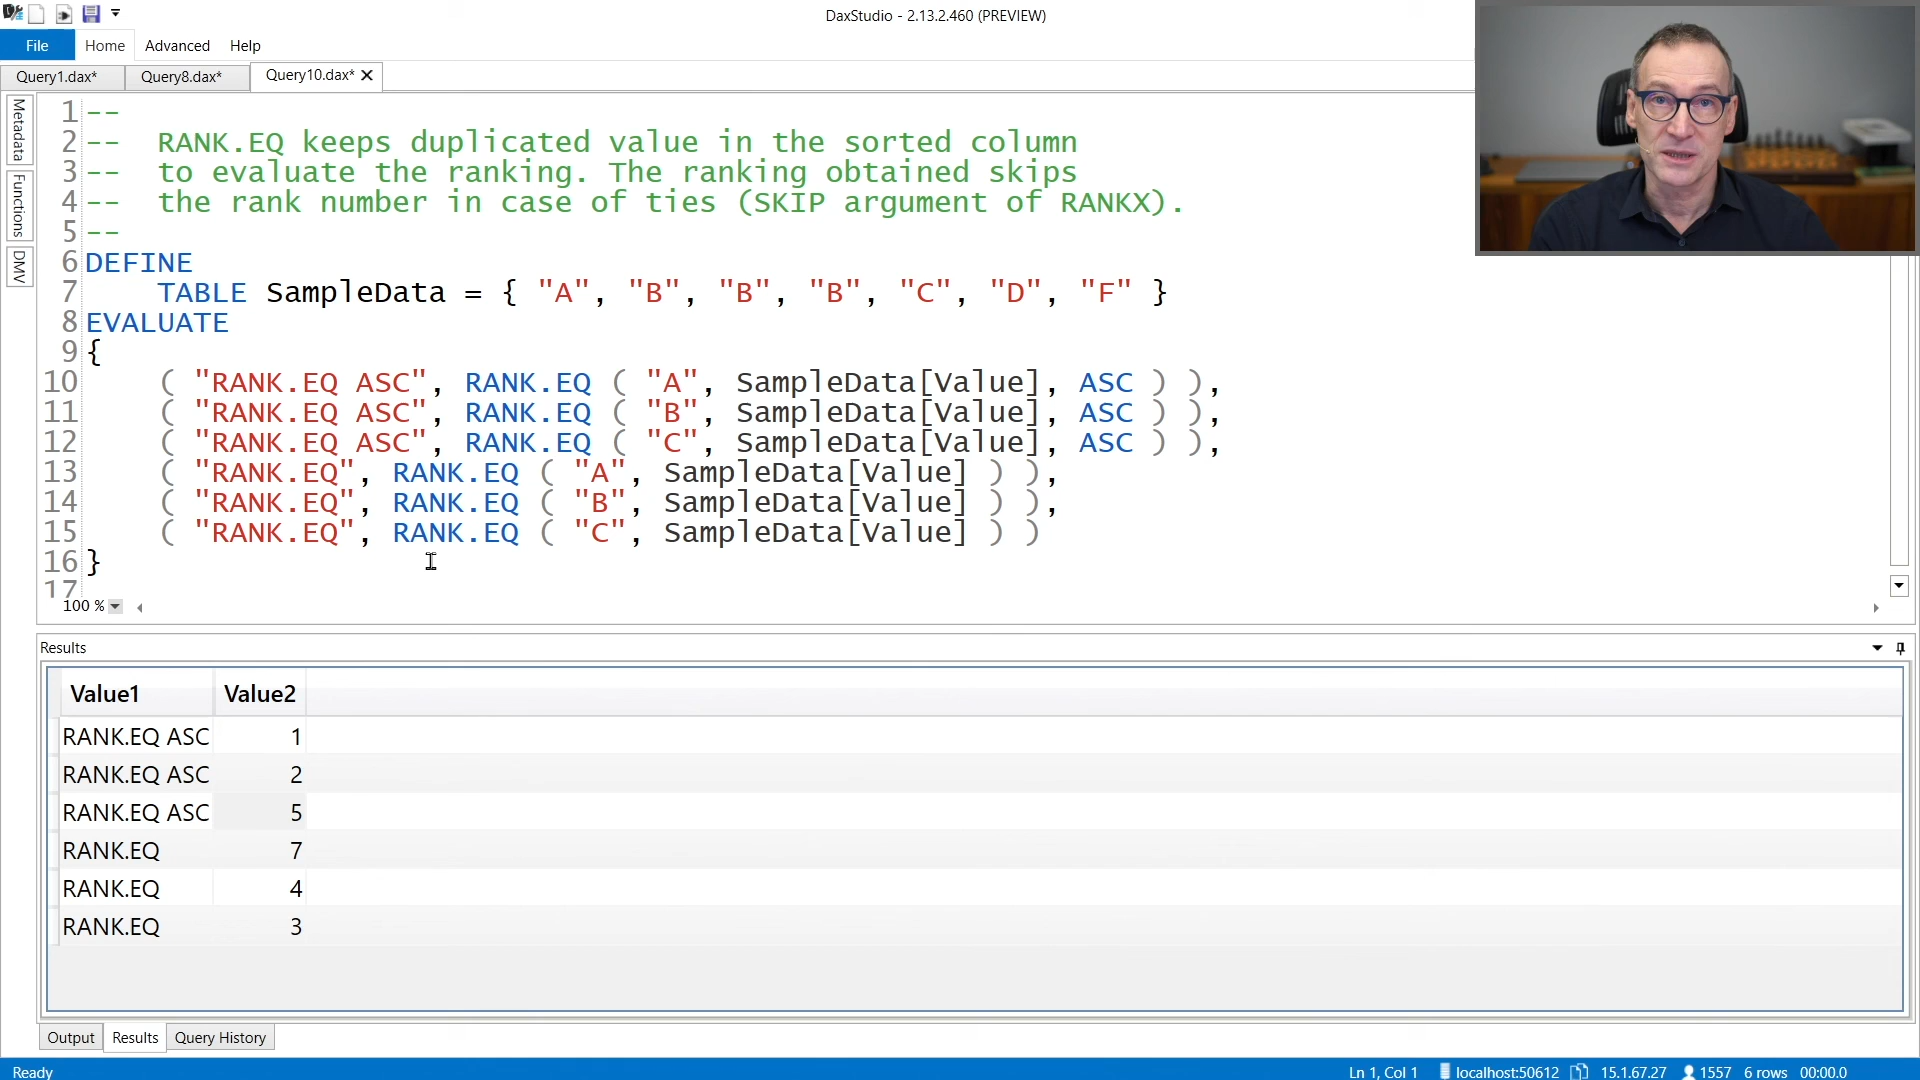 DaxStudio - 2.13.2.460 (PREVIEW)
File Home Advanced Help
Query1.dax* Query8.dax* Query10.dax*
Metadata
Functions
DMV
1 --
2 -- RANK.EQ keeps duplicated value in the sorted column
3 -- to evaluate the ranking. The ranking obtained skips
4 -- the rank number in case of ties (SKIP argument of RANKX).
5 --
6 DEFINE
7 TABLE SampleData = { "A", "B", "B", "B", "C", "D", "F" }
8 EVALUATE
9 {
10 ( "RANK.EQ ASC", RANK.EQ ( "A", SampleData[Value], ASC ) ),
11 ( "RANK.EQ ASC", RANK.EQ ( "B", SampleData[Value], ASC ) ),
12 ( "RANK.EQ ASC", RANK.EQ ( "C", SampleData[Value], ASC ) ),
13 ( "RANK.EQ", RANK.EQ ( "A", SampleData[Value] ) ),
14 ( "RANK.EQ", RANK.EQ ( "B", SampleData[Value] ) ),
15 ( "RANK.EQ", RANK.EQ ( "C", SampleData[Value] ) )
16 }
17
100 %
Results
Value1 Value2
RANK.EQ ASC 1
RANK.EQ ASC 2
RANK.EQ ASC 5
RANK.EQ 7
RANK.EQ 4
RANK.EQ 3
Output Results Query History
Ready Ln 1, Col 1 localhost:50612 15.1.67.27 1557 6 rows 00:00.0